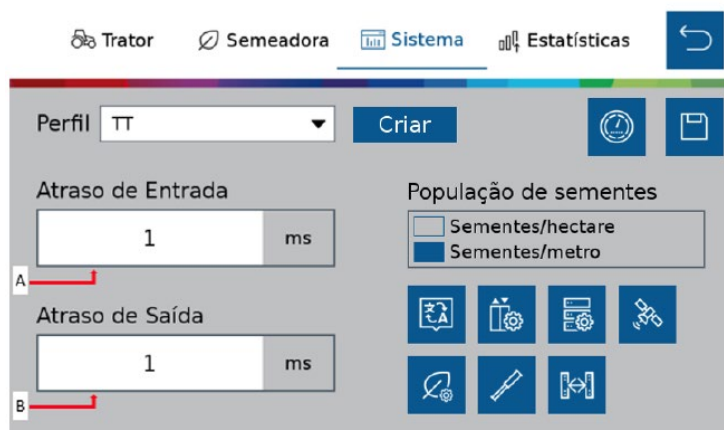 Trator
Semeadora
Sistema
Estatísticas
Perfil TT Criar
Atraso de Entrada
1 ms
A
Atraso de Saída
1 ms
B
População de sementes
Sementes/hectare
Sementes/metro